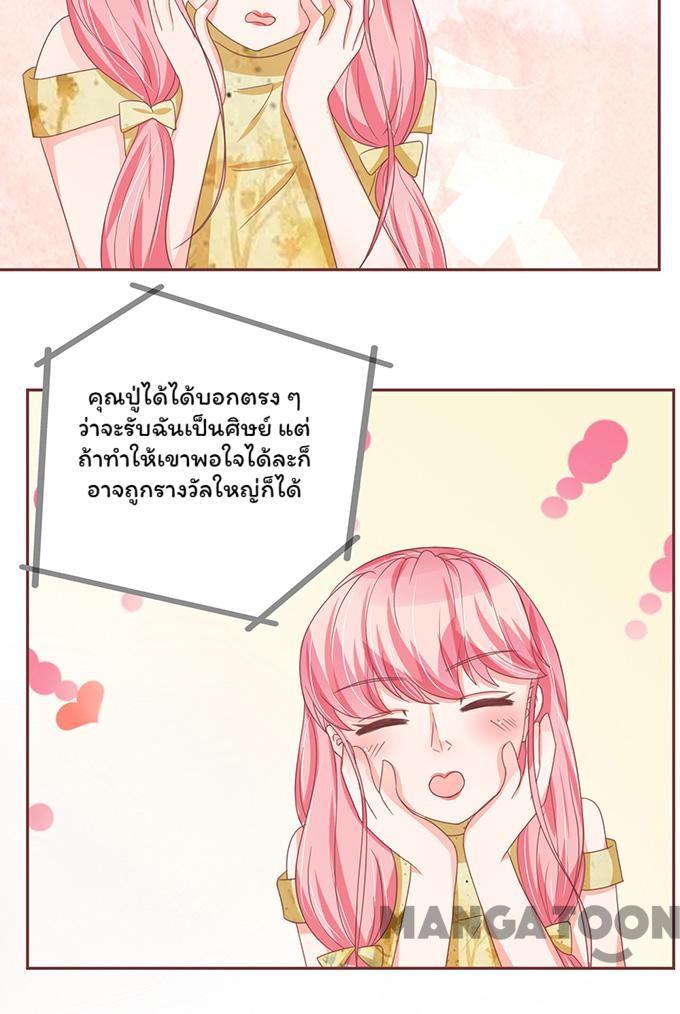 คุณปู่ได้ได้บอกตรง ๆ
ว่าจะรับฉันเป็นศิษย์ แต่
ถ้าทำให้เขาพอใจได้ละก็
อาจถูกรางวัลใหญ่ก็ได้
MANGATOON